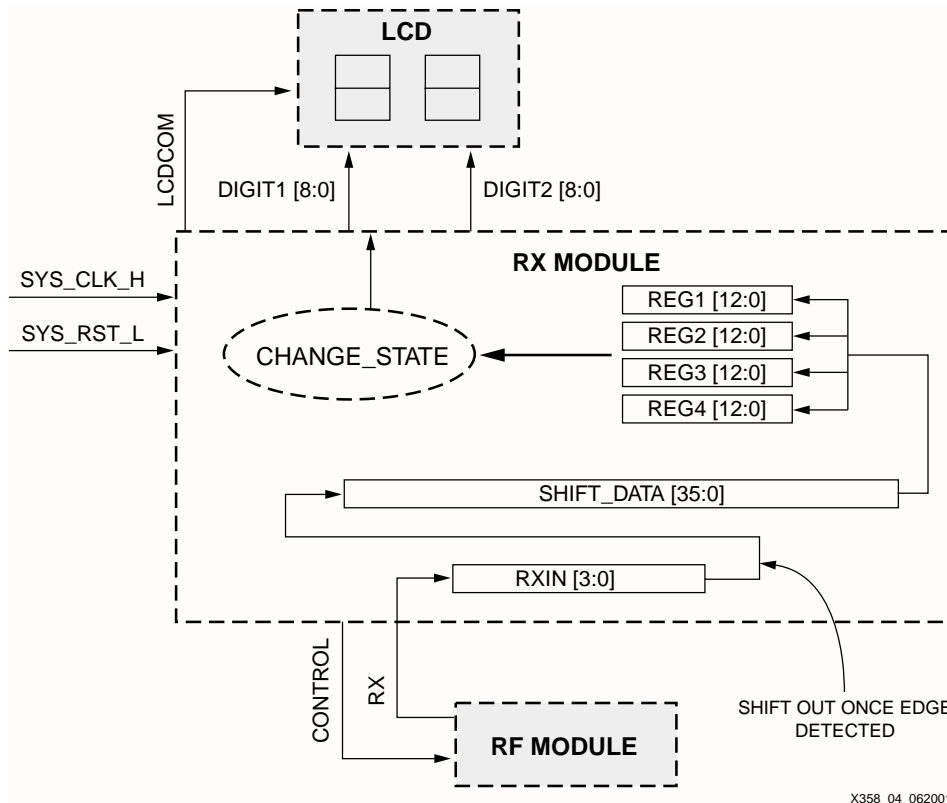 LCD
LCDCOM
DIGIT1 [8:0]
DIGIT2 [8:0]
RX MODULE
SYS_CLK_H
SYS_RST_L
CHANGE_STATE
REG1 [12:0]
REG2 [12:0]
REG3 [12:0]
REG4 [12:0]
SHIFT_DATA [35:0]
RXIN [3:0]
CONTROL
RX
RF MODULE
SHIFT OUT ONCE EDGE
DETECTED
X358_04_062001